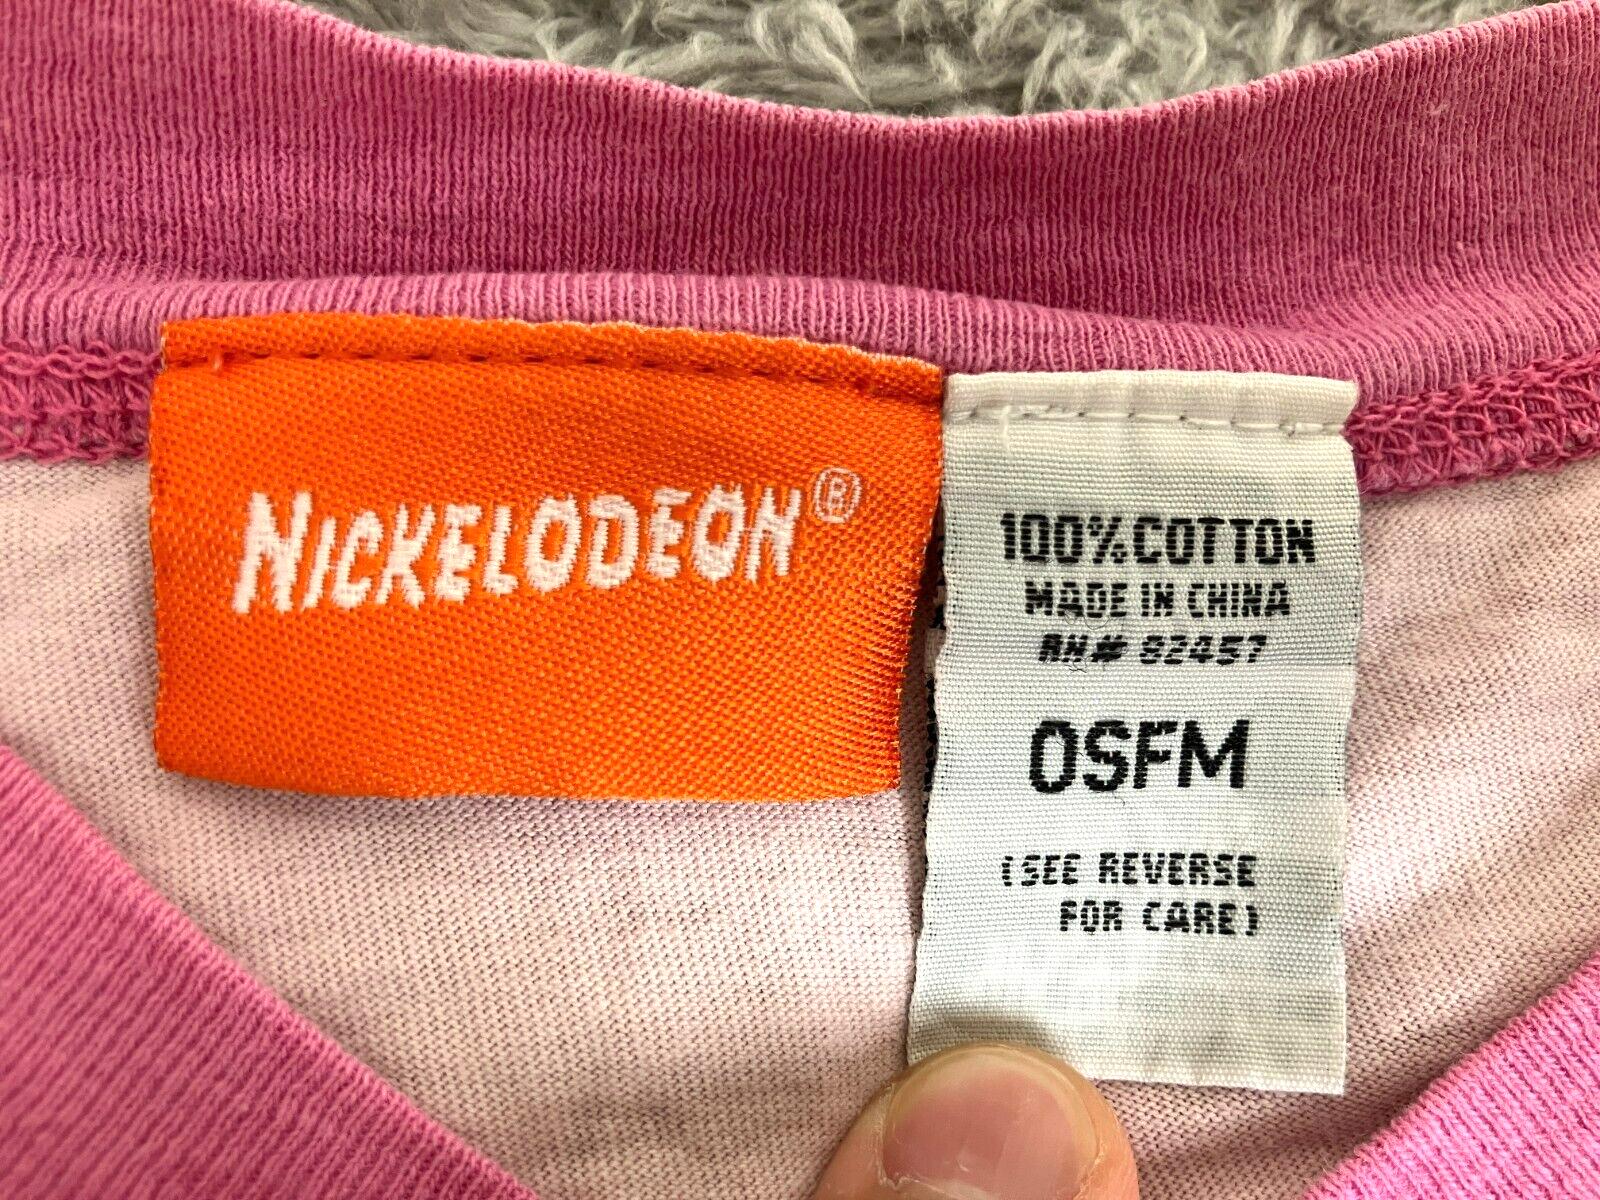 NICKELODEON®
100% COTTON
MADE IN CHINA
RN# 82457
OSFM
(SEE REVERSE
FOR CARE)